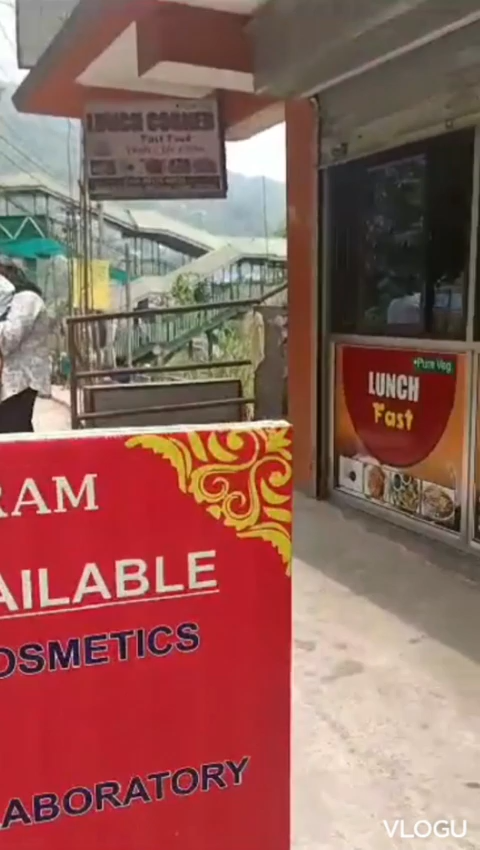 LUNCH CORNER
Fast Food
•Pure Veg
LUNCH
Fast
RAM
AILABLE
OSMETICS
ABORATORY
VLOGU